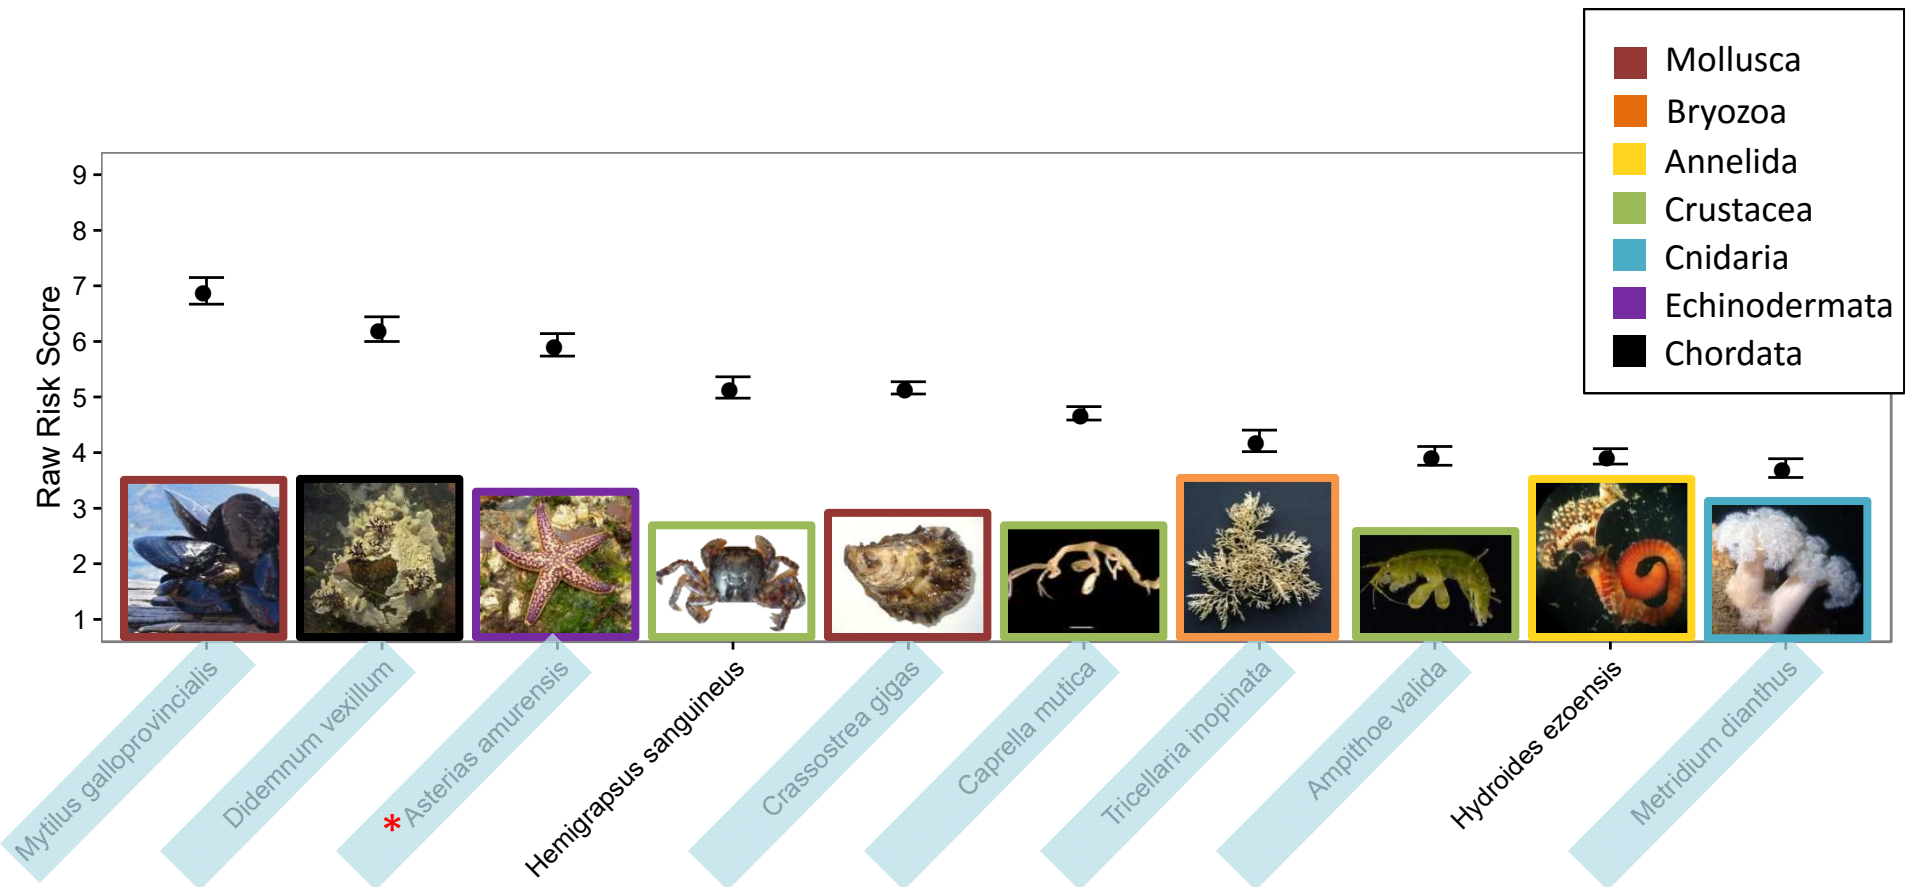 Mollusca
Bryozoa
Annelida
Crustacea
Cnidaria
Echinodermata
Chordata
Raw Risk Score
9
8
7
6
5
4
3
2
1
Mytilus galloprovincialis
Didemnum vexillum
* Asterias amurensis
Hemigrapsus sanguineus
Crassostrea gigas
Caprella mutica
Tricellaria inopinata
Ampithoe valida
Hydroides ezoensis
Metridium dianthus